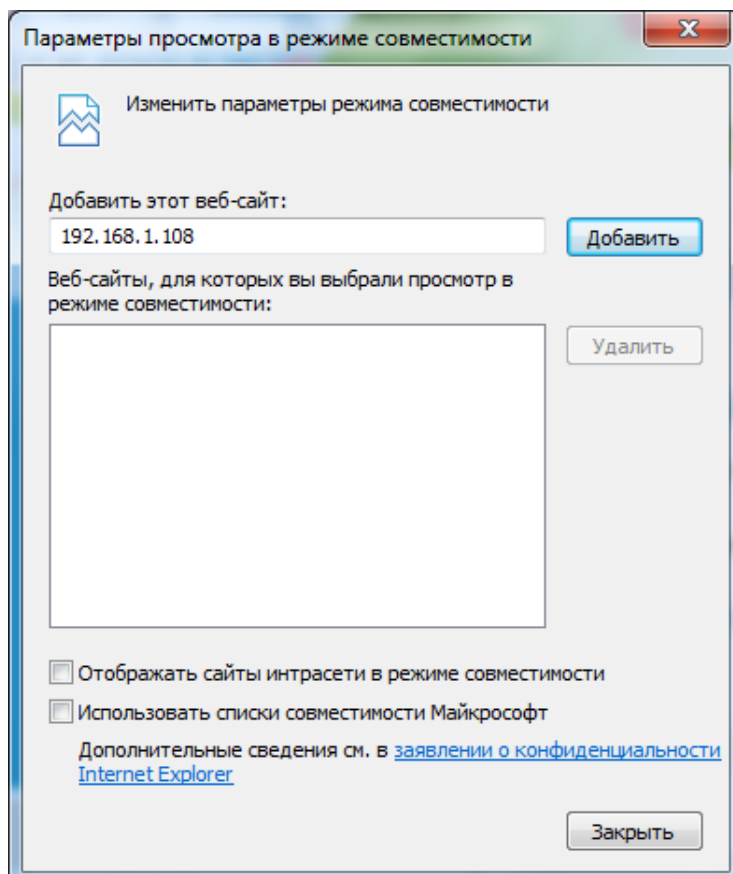 Параметры просмотра в режиме совместимости
Изменить параметры режима совместимости
Добавить этот веб-сайт:
192.168.1.108
Добавить
Веб-сайты, для которых вы выбрали просмотр в
режиме совместимости:
Удалить
Отображать сайты интрасети в режиме совместимости
Использовать списки совместимости Майкрософт
Дополнительные сведения см. в заявлении о конфиденциальности
Internet Explorer
Закрыть